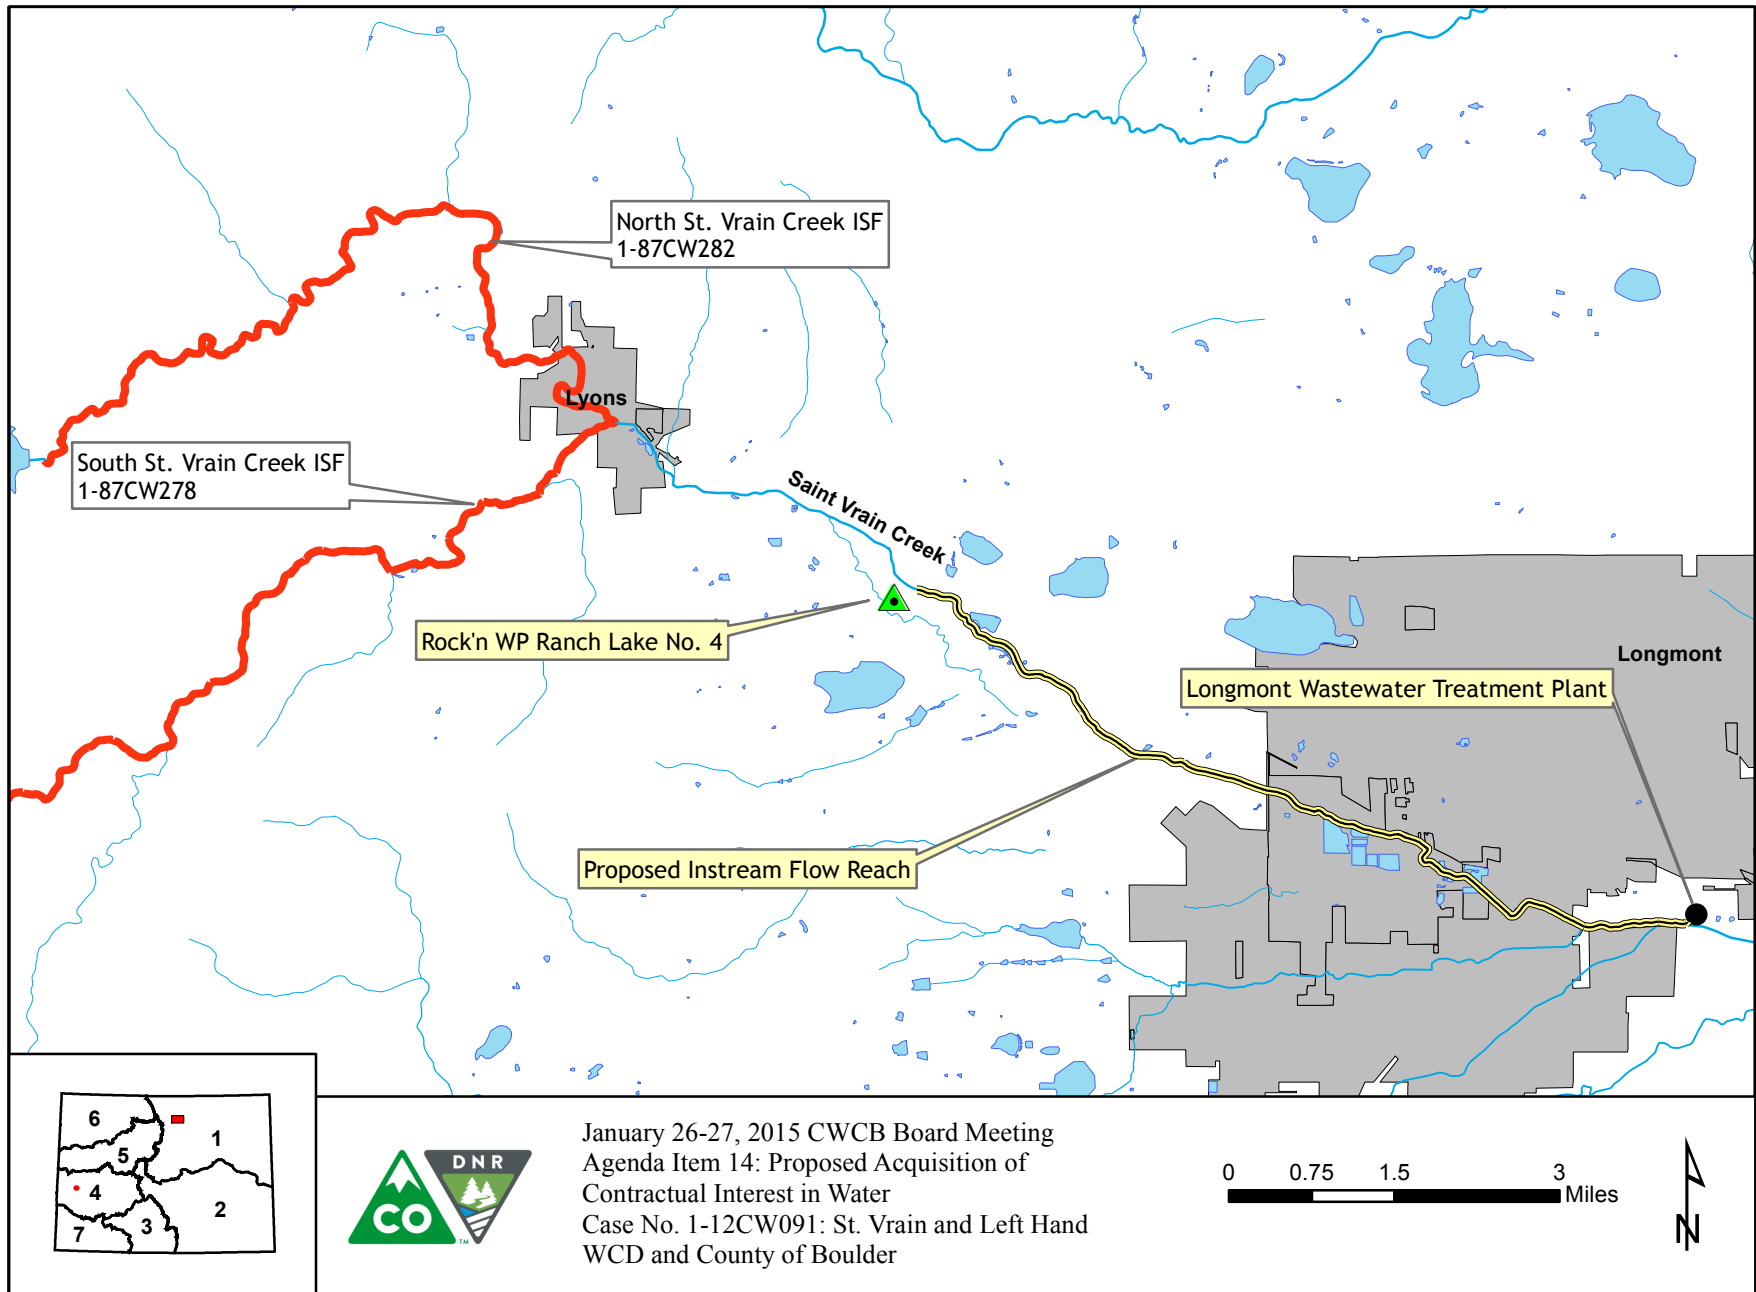 North St. Vrain Creek ISF
1-87CW282
Lyons
South St. Vrain Creek ISF
1-87CW278
Saint Vrain Creek
Rock'n WP Ranch Lake No. 4
Longmont
Longmont Wastewater Treatment Plant
Proposed Instream Flow Reach
6
1
5
4
2
3
7
CO
TM
DNR
January 26-27, 2015 CWCB Board Meeting
Agenda Item 14: Proposed Acquisition of
Contractual Interest in Water
Case No. 1-12CW091: St. Vrain and Left Hand
WCD and County of Boulder
0 0.75 1.5 3
Miles
N